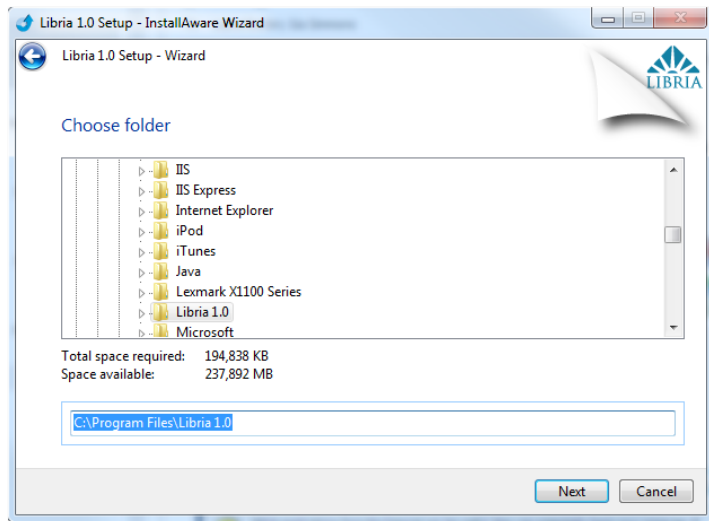 Libria 1.0 Setup - InstallAware Wizard
Libria 1.0 Setup - Wizard
LIBRIA
Choose folder
IIS
IIS Express
Internet Explorer
iPod
iTunes
Java
Lexmark X1100 Series
Libria 1.0
Microsoft
Total space required: 194,838 KB
Space available: 237,892 MB
C:\Program Files\Libria 1.0
Next Cancel